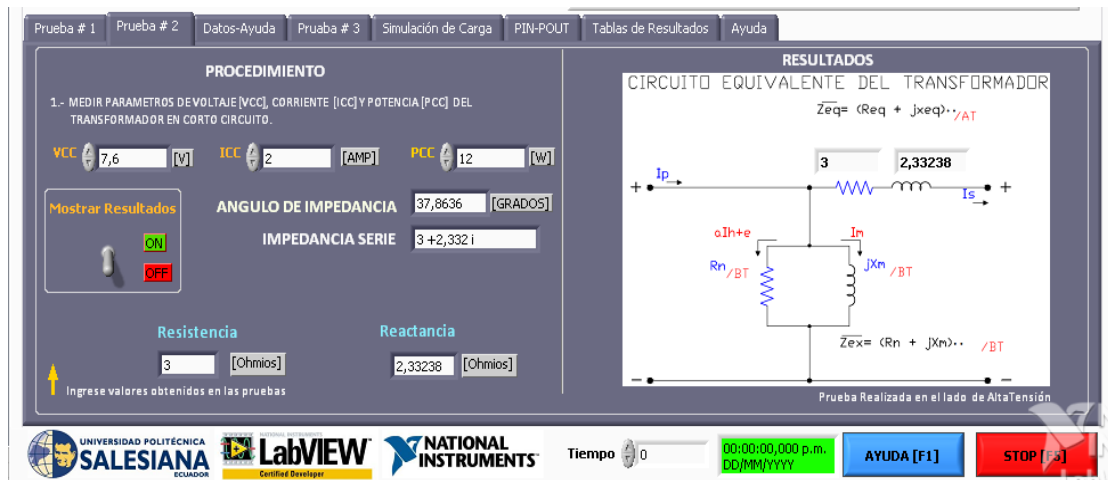 Prueba # 1 Prueba # 2 Datos-Ayuda Pruaba # 3 Simulación de Carga PIN-POUT Tablas de Resultados Ayuda
PROCEDIMIENTO
1.- MEDIR PARAMETROS DE VOLTAJE [VCC], CORRIENTE [ICC] Y POTENCIA [PCC] DEL
TRANSFORMADOR EN CORTO CIRCUITO.
VCC 7,6 [V] ICC 2 [AMP] PCC 12 [W]
Mostrar Resultados
ON
OFF
ANGULO DE IMPEDANCIA 37,8636 [GRADOS]
IMPEDANCIA SERIE 3 +2,332 i
Resistencia
3 [Ohmios]
Reactancia
2,33238 [Ohmios]
Ingrese valores obtenidos en las pruebas
RESULTADOS
CIRCUITO EQUIVALENTE DEL TRANSFORMADOR
Zeq= (Req + jxeq)../AT
3 2,33238
+ Ip Is +
aIh+e Im
Rn/BT jXm/BT
Zex= (Rn + JXm).. /BT
– –
Prueba Realizada en el lado de AltaTensión
UNIVERSIDAD POLITÉCNICA
SALESIANA
ECUADOR
NATIONAL INSTRUMENTS
LabVIEW
Certified Developer
NATIONAL
INSTRUMENTS
Tiempo 0
00:00:00,000 p.m.
DD/MM/YYYY
AYUDA [F1]
STOP [F5]